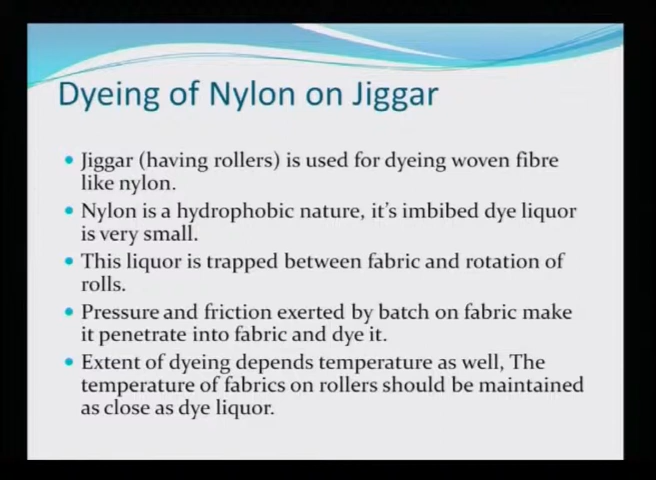 Dyeing of Nylon on Jiggar
• Jiggar (having rollers) is used for dyeing woven fibre
like nylon.
• Nylon is a hydrophobic nature, it's imbibed dye liquor
is very small.
• This liquor is trapped between fabric and rotation of
rolls.
• Pressure and friction exerted by batch on fabric make
it penetrate into fabric and dye it.
• Extent of dyeing depends temperature as well, The
temperature of fabrics on rollers should be maintained
as close as dye liquor.